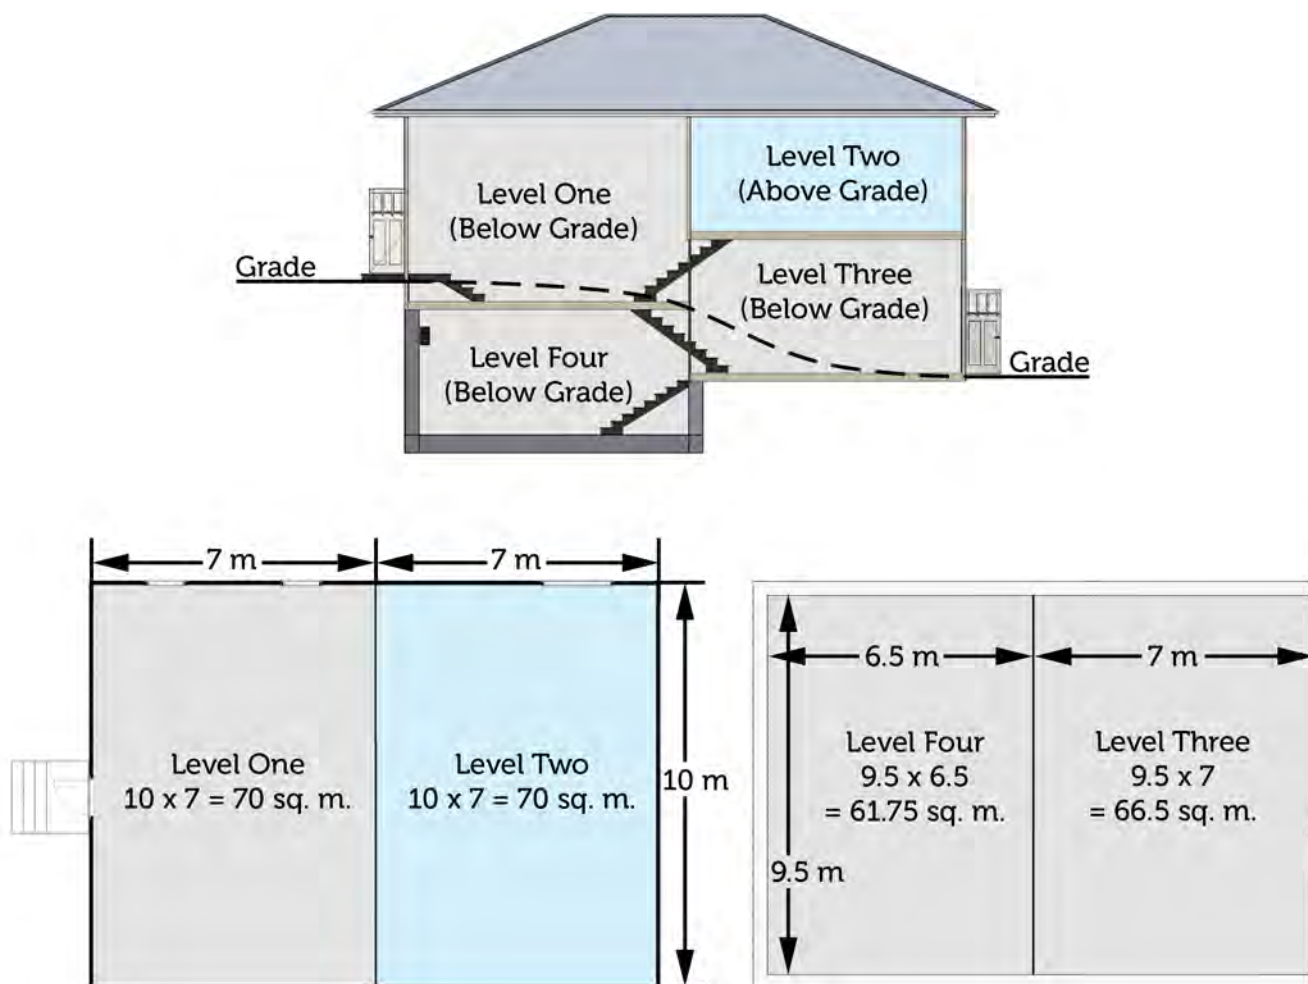 Level One
(Below Grade)
Level Two
(Above Grade)
Grade
Level Three
(Below Grade)
Level Four
(Below Grade)
Grade
7 m
7 m
Level One
10 x 7 = 70 sq. m.
Level Two
10 x 7 = 70 sq. m.
10 m
6.5 m
7 m
Level Four
9.5 x 6.5
= 61.75 sq. m.
Level Three
9.5 x 7
= 66.5 sq. m.
9.5 m